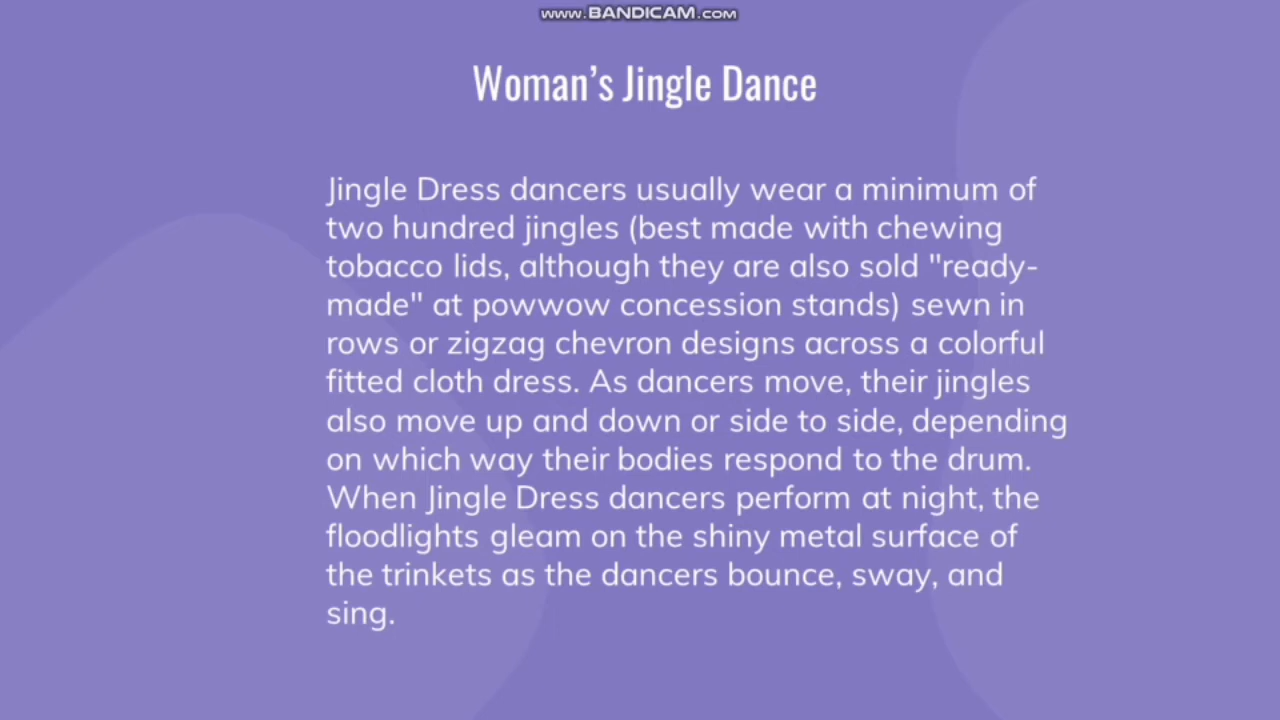 www.BANDICAM.com
Woman’s Jingle Dance
Jingle Dress dancers usually wear a minimum of
two hundred jingles (best made with chewing
tobacco lids, although they are also sold "ready-
made" at powwow concession stands) sewn in
rows or zigzag chevron designs across a colorful
fitted cloth dress. As dancers move, their jingles
also move up and down or side to side, depending
on which way their bodies respond to the drum.
When Jingle Dress dancers perform at night, the
floodlights gleam on the shiny metal surface of
the trinkets as the dancers bounce, sway, and
sing.